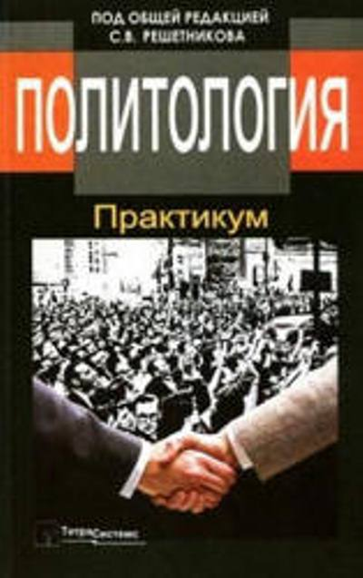 ПОД ОБЩЕЙ РЕДАКЦИЕЙ
С.В. РЕШЕТНИКОВА
ПОЛИТОЛОГИЯ
Практикум
ТетраСистемс